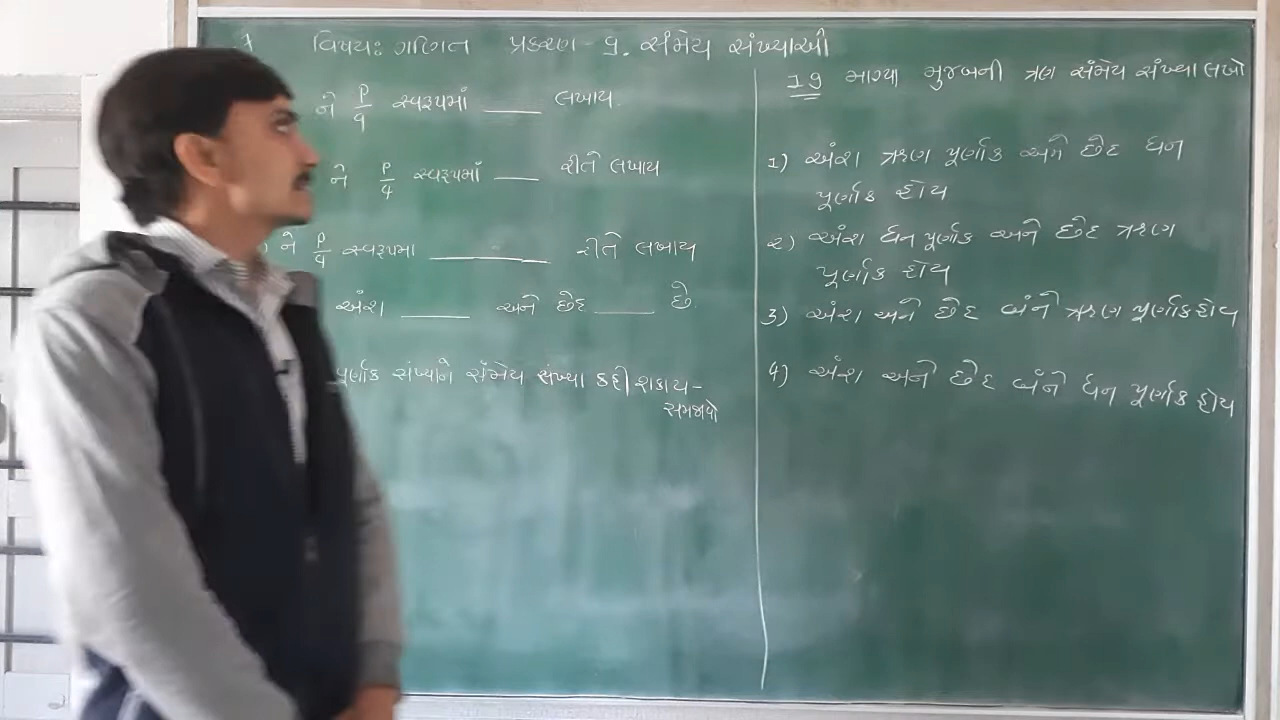 વિષય: ગણિત પ્રકરણ - ૧. સંમેય સંખ્યાઓ
ને P/q સ્વરૂપમાં ____ લખાય.
ને P/q સ્વરૂપમાં ____ રીતે લખાય
ને P/q સ્વરૂપમા ________ રીતે લખાય
અંશ ____ અને છેદ ____ છે.
પૂર્ણાંક સંખ્યાને સંમેય સંખ્યા કહી શકાય -
સમજાવો
માગ્યા મુજબની ત્રણ સંમેય સંખ્યા લખો
1) અંશ ઋણ પૂર્ણાંક અને છેદ ધન
પૂર્ણાંક હોય
૨) અંશ ધન પૂર્ણાંક અને છેદ ઋણ
પૂર્ણાંક હોય
3) અંશ અને છેદ બંને ઋણ પૂર્ણાંક હોય
4) અંશ અને છેદ બંને ધન પૂર્ણાંક હોય